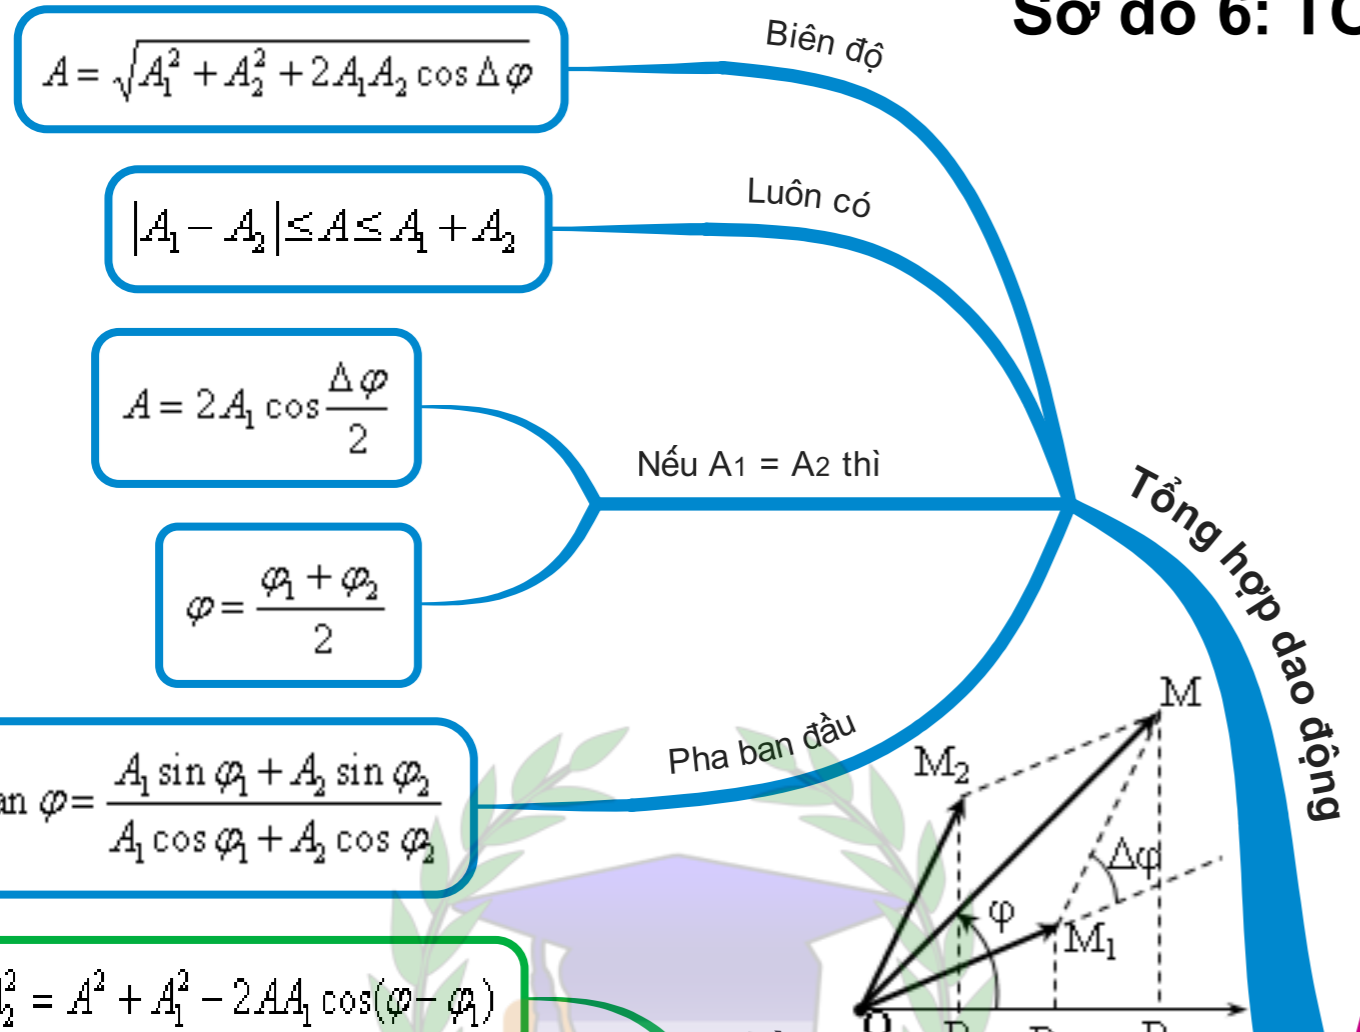 Sơ đồ 6:
Biên độ
A = √(A₁² + A₂² + 2A₁A₂ cos Δφ)
Luôn có
|A₁ − A₂| ≤ A ≤ A₁ + A₂
A = 2A₁ cos Δφ/2
Nếu A1 = A2 thì
φ = (φ₁ + φ₂)/2
Tổng hợp dao động
Pha ban đầu
an φ = (A₁ sin φ₁ + A₂ sin φ₂)/(A₁ cos φ₁ + A₂ cos φ₂)
M
M₂
Δφ
φ
M₁
₂² = A² + A₁² − 2AA₁ cos(φ − φ₁)
O